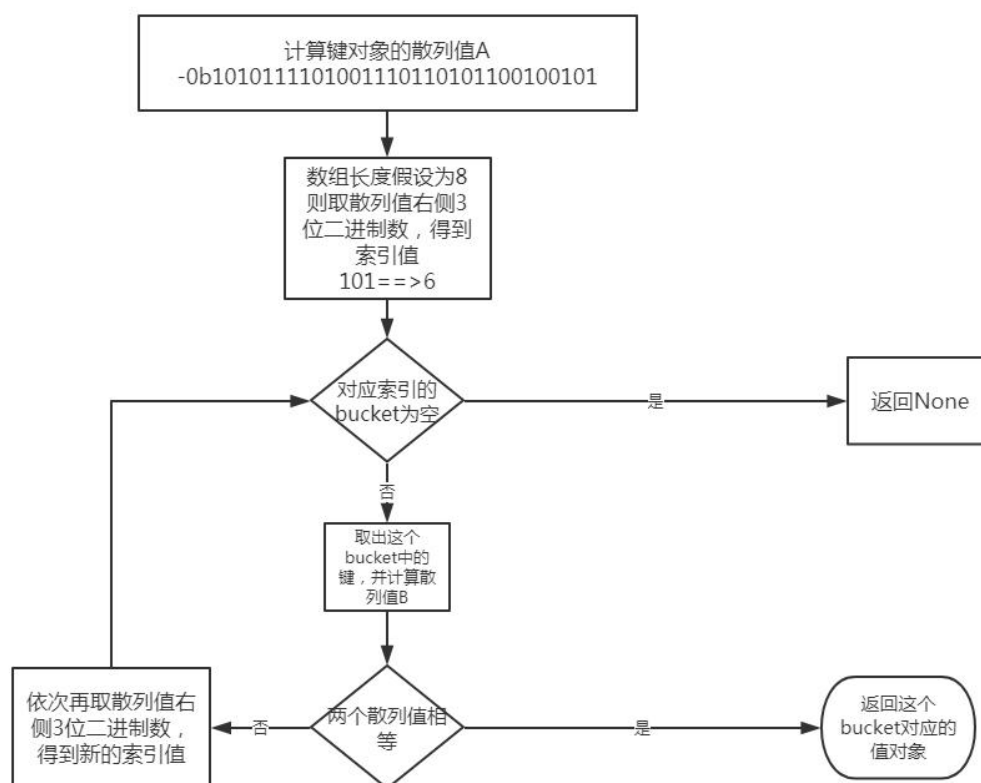 计算键对象的散列值A
-0b1010111101001110110101100100101
数组长度假设为8
则取散列值右侧3
位二进制数，得到
索引值
101==>6
对应索引的
bucket为空
是
返回None
否
取出这个
bucket中的
键，并计算散
列值B
依次再取散列值右
侧3位二进制数，
得到新的索引值
否
两个散列值相
等
是
返回这个
bucket对应的
值对象